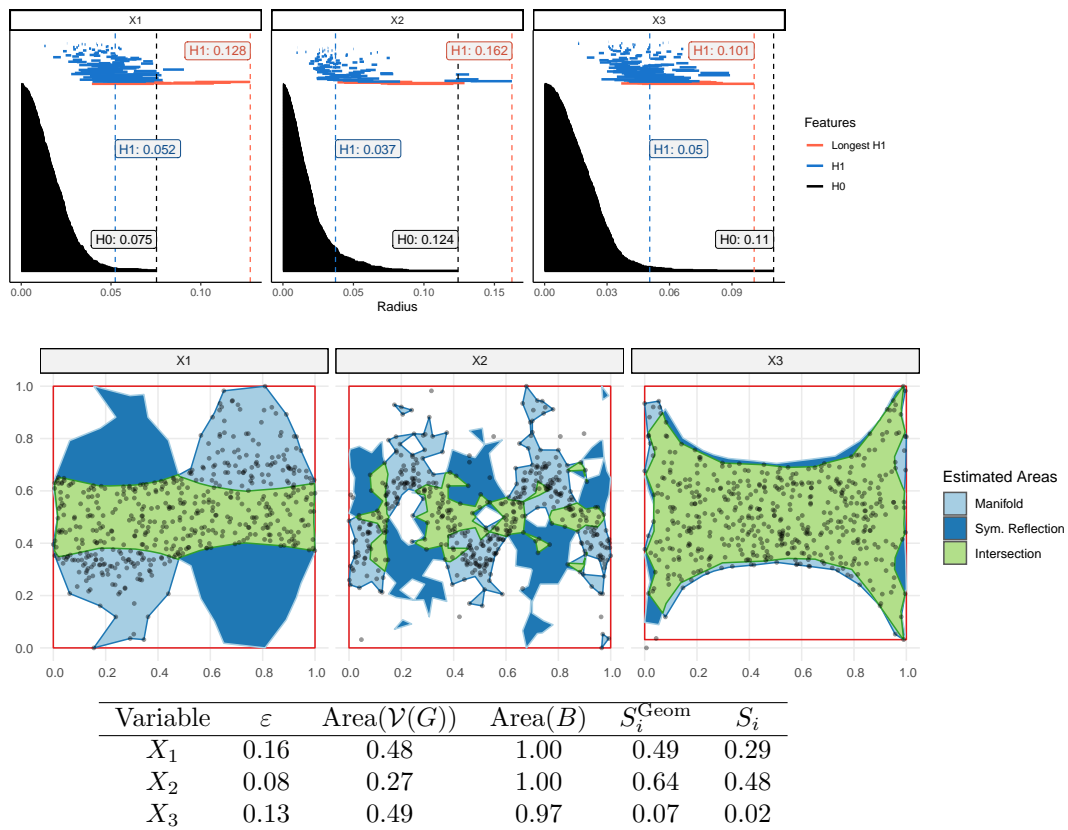 X1 X2 X3
H1: 0.128 H1: 0.162 H1: 0.101
H1: 0.052 H1: 0.037 H1: 0.05
H0: 0.075 H0: 0.124 H0: 0.11
0.00 0.05 0.10 0.00 0.05 0.10 0.15 0.00 0.03 0.06 0.09
Radius
Features
Longest H1
H1
H0
X1 X2 X3
1.0
0.8
0.6
0.4
0.2
0.0
0.0 0.2 0.4 0.6 0.8 1.0 0.0 0.2 0.4 0.6 0.8 1.0 0.0 0.2 0.4 0.6 0.8 1.0
Estimated Areas
Manifold
Sym. Reflection
Intersection
Variable ε Area(𝒱(G)) Area(B) S_i^Geom S_i
X_1 0.16 0.48 1.00 0.49 0.29
X_2 0.08 0.27 1.00 0.64 0.48
X_3 0.13 0.49 0.97 0.07 0.02